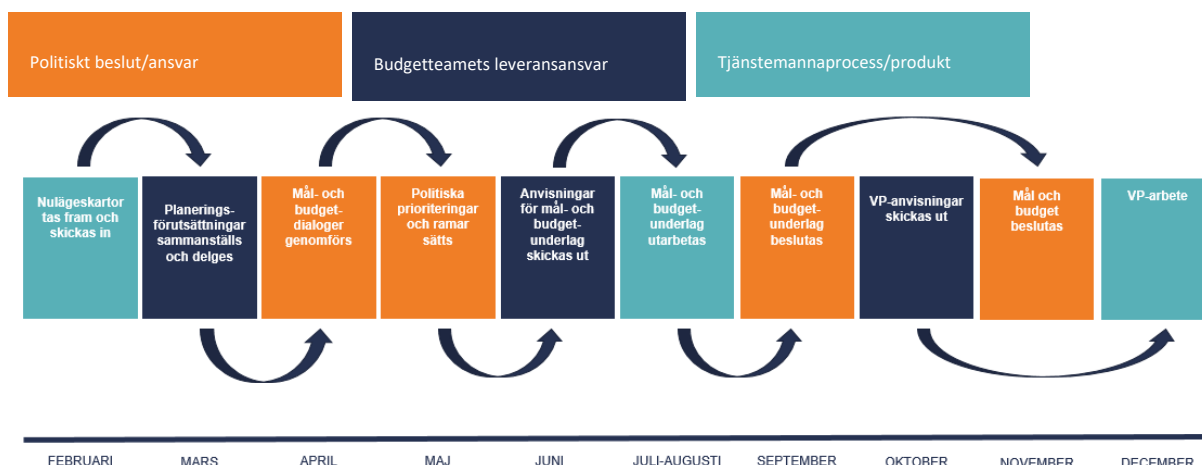 Politiskt beslut/ansvar
Budgetteamets leveransansvar
Tjänstemannaprocess/produkt
Nulägeskartor
tas fram och
skickas in
Planerings-
förutsättningar
sammanställs
och delges
Mål- och
budget-
dialoger
genomförs
Politiska
prioriteringar
och ramar
sätts
Anvisningar
för mål- och
budget-
underlag
skickas ut
Mål- och
budget-
underlag
utarbetas
Mål- och
budget-
underlag
beslutas
VP-anvisningar
skickas ut
Mål och
budget
beslutas
VP-arbete
FEBRUARI
MARS
APRIL
MAJ
JUNI
JULI-AUGUSTI
SEPTEMBER
OKTOBER
NOVEMBER
DECEMBER